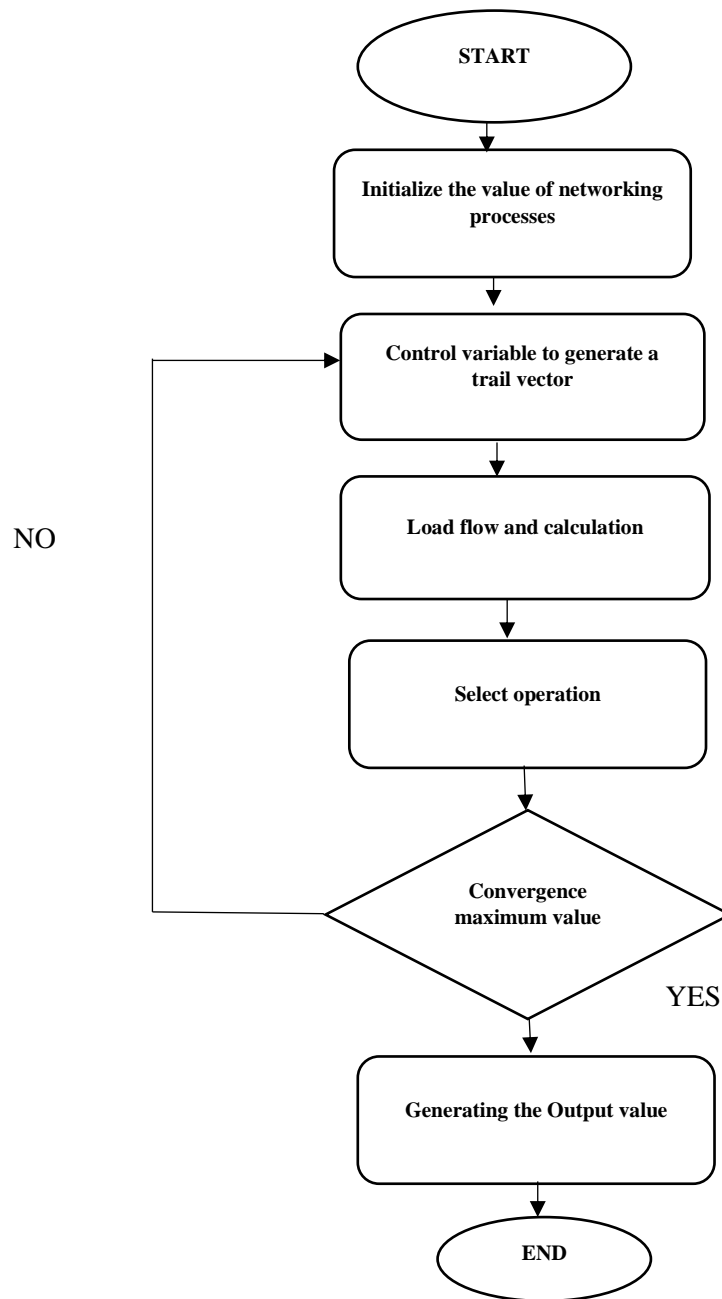 START
Initialize the value of networking
processes
Control variable to generate a
trail vector
NO
Load flow and calculation
Select operation
Convergence
maximum value
YES
Generating the Output value
END